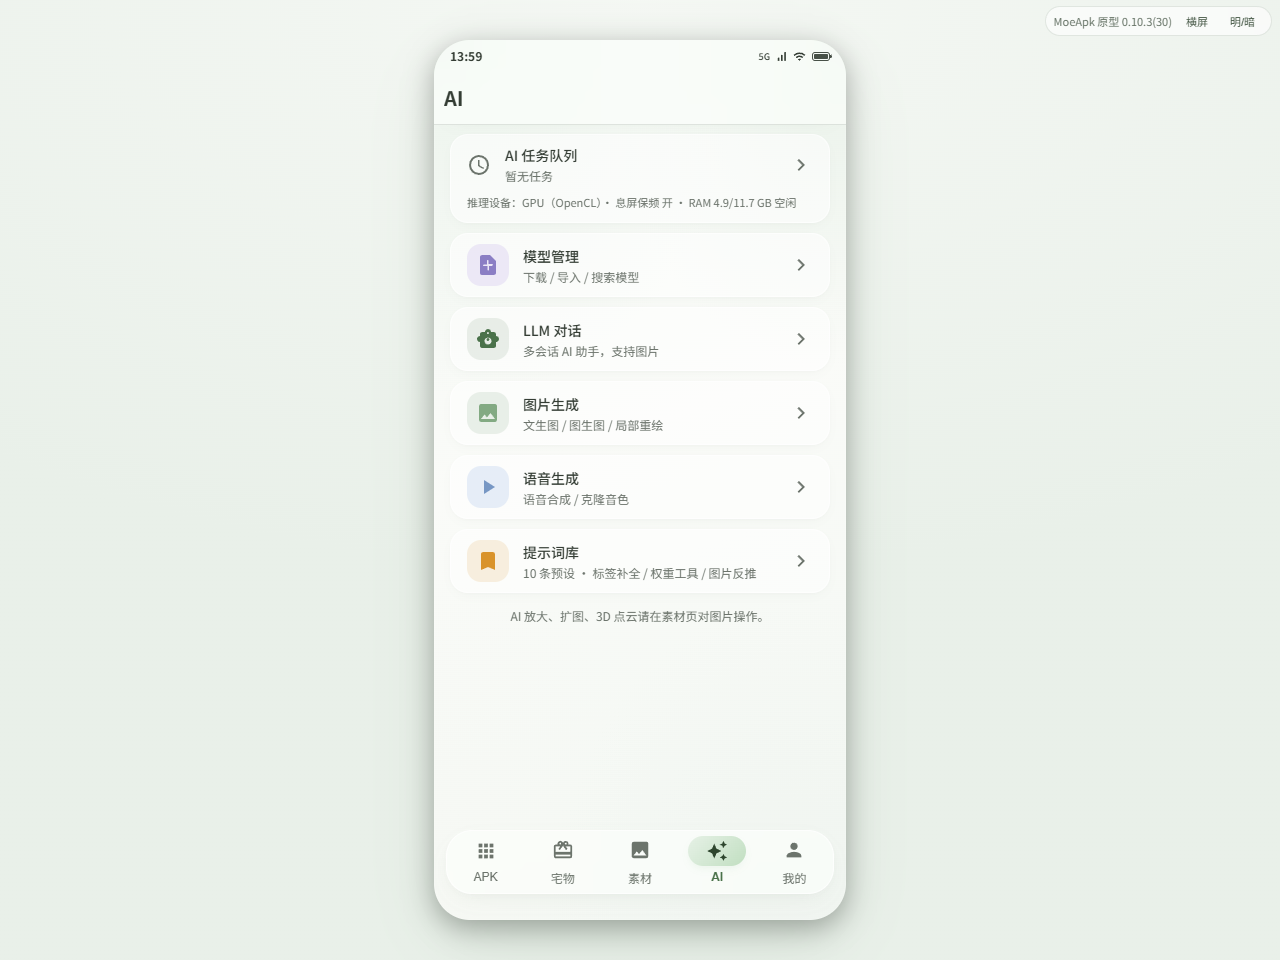 MoeApk 原型 0.10.3(30) 横屏 明/暗
13:59 5G
AI
AI 任务队列
暂无任务
推理设备：GPU（OpenCL）· 息屏保频 开 · RAM 4.9/11.7 GB 空闲
模型管理
下载 / 导入 / 搜索模型
LLM 对话
多会话 AI 助手，支持图片
图片生成
文生图 / 图生图 / 局部重绘
语音生成
语音合成 / 克隆音色
提示词库
10 条预设 · 标签补全 / 权重工具 / 图片反推
AI 放大、扩图、3D 点云请在素材页对图片操作。
APK 宅物 素材 AI 我的